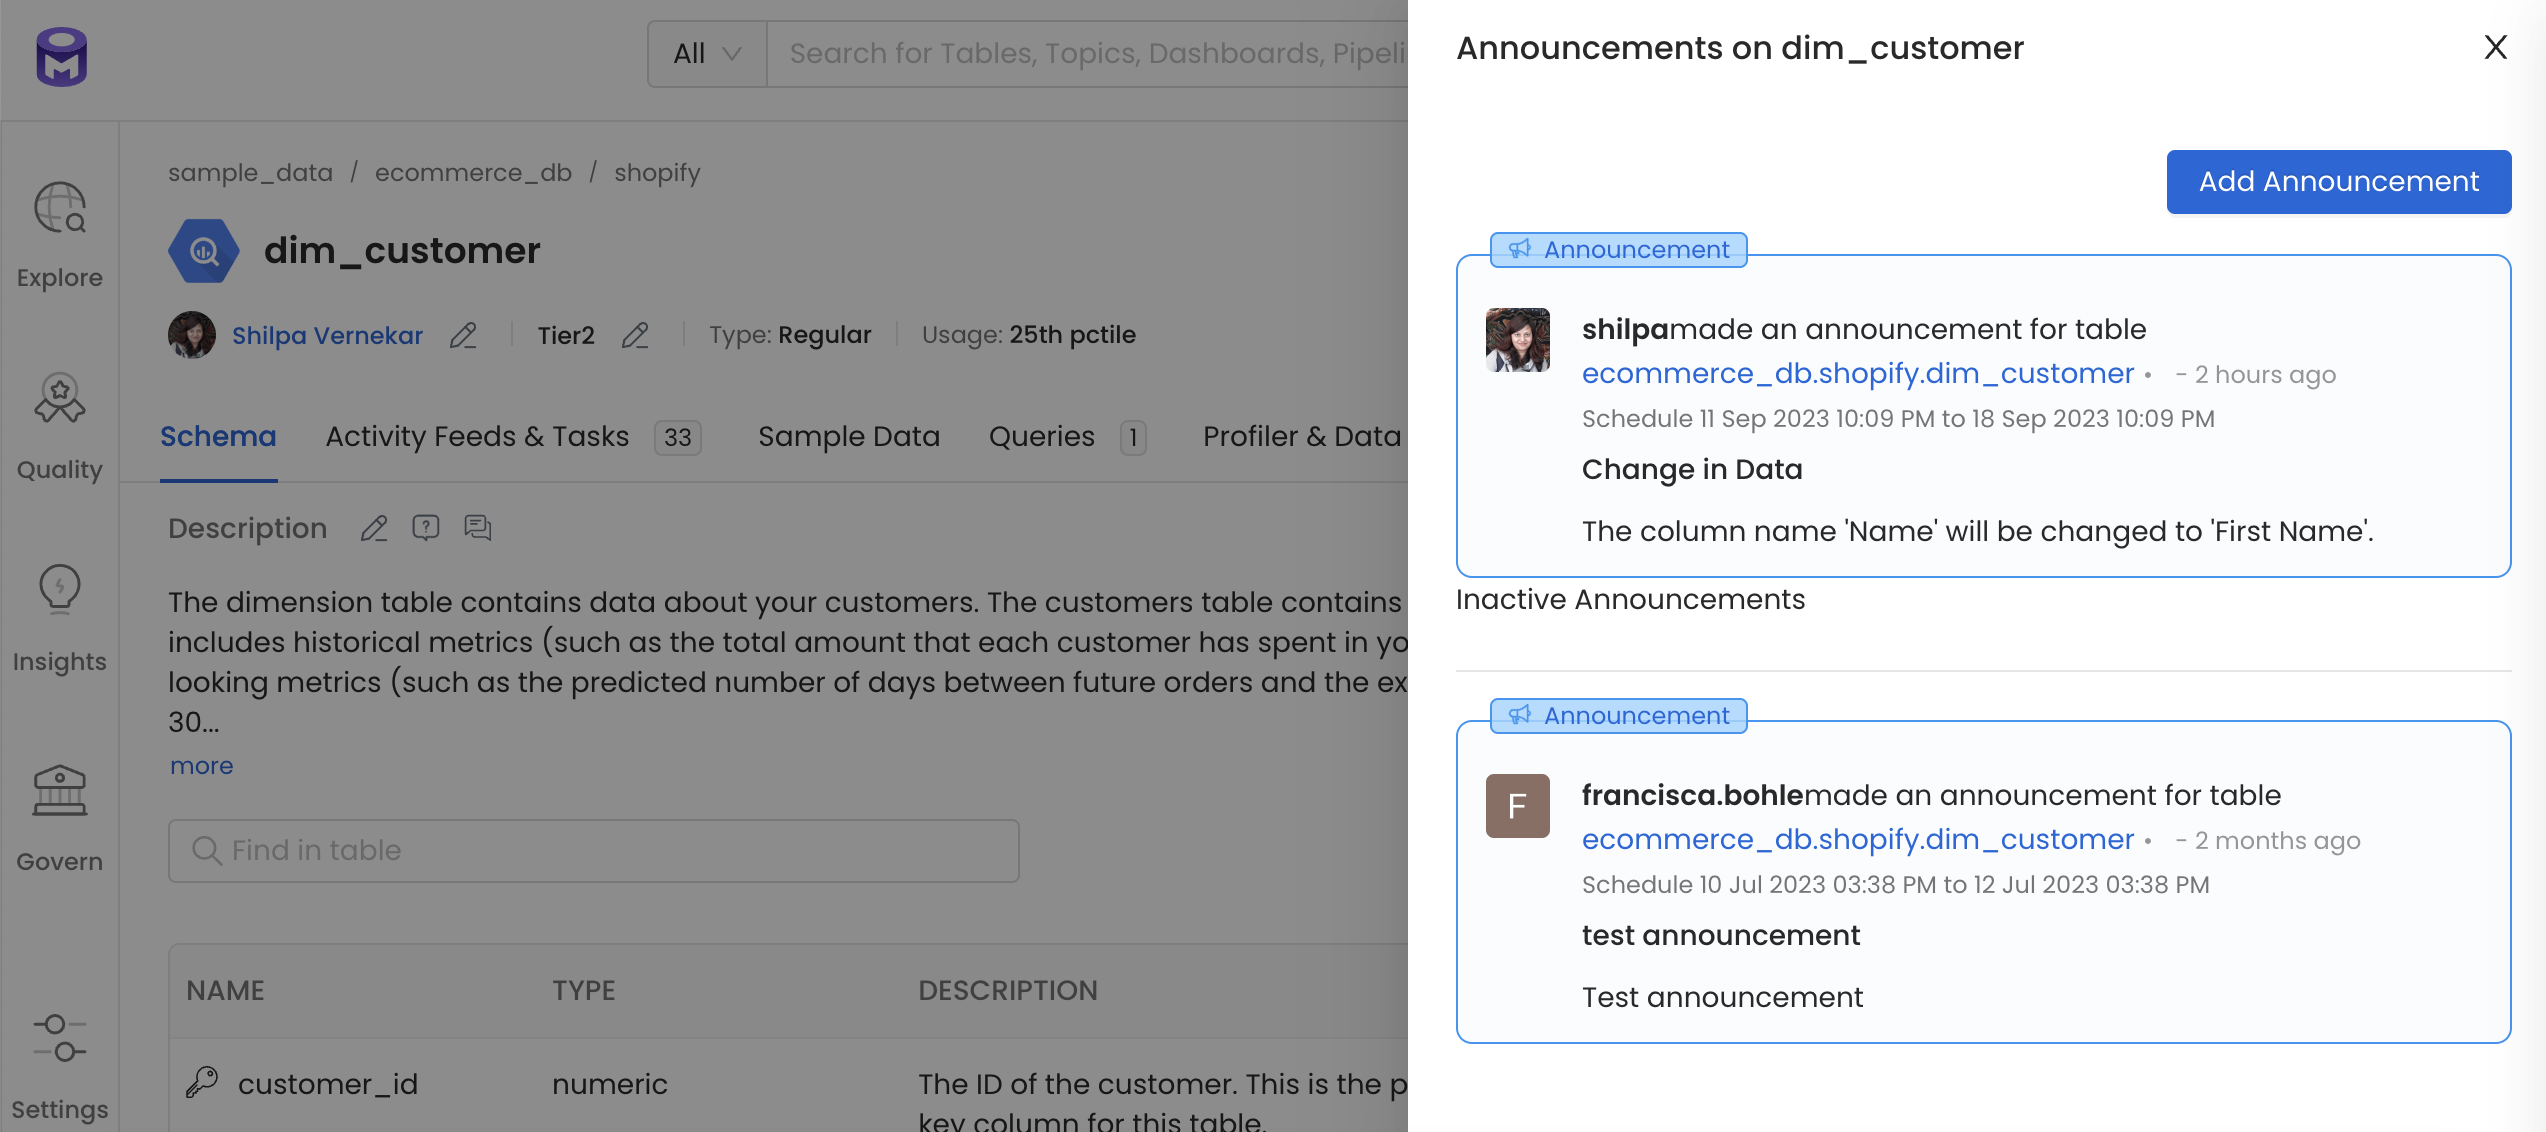 All
Search for Tables, Topics, Dashboards, Pipeli
Explore
Quality
Insights
Govern
Settings
sample_data / ecommerce_db / shopify
dim_customer
Shilpa Vernekar Tier2 Type: Regular Usage: 25th pctile
Schema Activity Feeds & Tasks 33 Sample Data Queries 1 Profiler & Data
Description
The dimension table contains data about your customers. The customers table contains
includes historical metrics (such as the total amount that each customer has spent in yo
looking metrics (such as the predicted number of days between future orders and the ex
30...
more
Find in table
NAME TYPE DESCRIPTION
customer_id numeric The ID of the customer. This is the p
key column for this table.
Announcements on dim_customer
Add Announcement
Announcement
shilpamade an announcement for table
ecommerce_db.shopify.dim_customer • - 2 hours ago
Schedule 11 Sep 2023 10:09 PM to 18 Sep 2023 10:09 PM
Change in Data
The column name 'Name' will be changed to 'First Name'.
Inactive Announcements
Announcement
F
francisca.bohlemade an announcement for table
ecommerce_db.shopify.dim_customer • - 2 months ago
Schedule 10 Jul 2023 03:38 PM to 12 Jul 2023 03:38 PM
test announcement
Test announcement